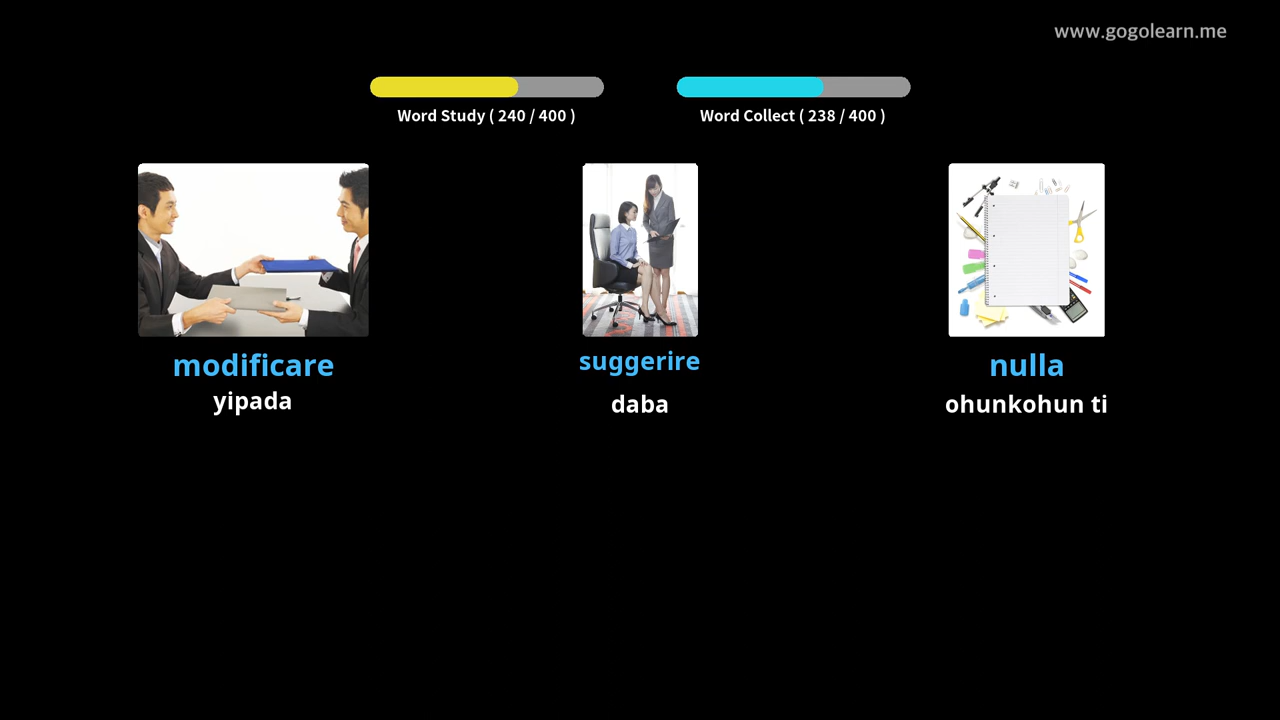 www.gogolearn.me
Word Study ( 240 / 400 )
Word Collect ( 238 / 400 )
modificare
yipada
suggerire
daba
nulla
ohunkohun ti